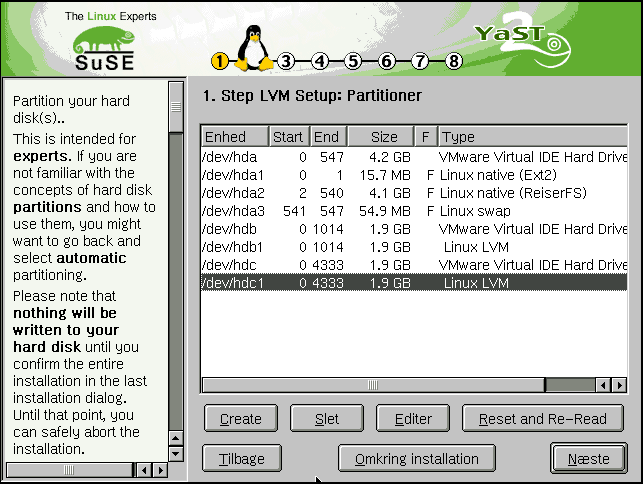 The Linux Experts
SuSE
1 3 4 5 6 7 8
YaST 2
Partition your hard
disk(s)..
This is intended for
experts. If you are
not familiar with the
concepts of hard disk
partitions and how to
use them, you might
want to go back and
select automatic
partitioning.
Please note that
nothing will be
written to your
hard disk until you
confirm the entire
installation in the last
installation dialog.
Until that point, you
can safely abort the
installation.
1. Step LVM Setup: Partitioner
Enhed Start End Size F Type
/dev/hda 0 547 4.2 GB VMware Virtual IDE Hard Drive
/dev/hda1 0 1 15.7 MB F Linux native (Ext2)
/dev/hda2 2 540 4.1 GB F Linux native (ReiserFS)
/dev/hda3 541 547 54.9 MB F Linux swap
/dev/hdb 0 1014 1.9 GB VMware Virtual IDE Hard Drive
/dev/hdb1 0 1014 1.9 GB Linux LVM
/dev/hdc 0 4333 1.9 GB VMware Virtual IDE Hard Drive
/dev/hdc1 0 4333 1.9 GB Linux LVM
Create Slet Editer Reset and Re-Read
Tilbage Omkring installation Næste